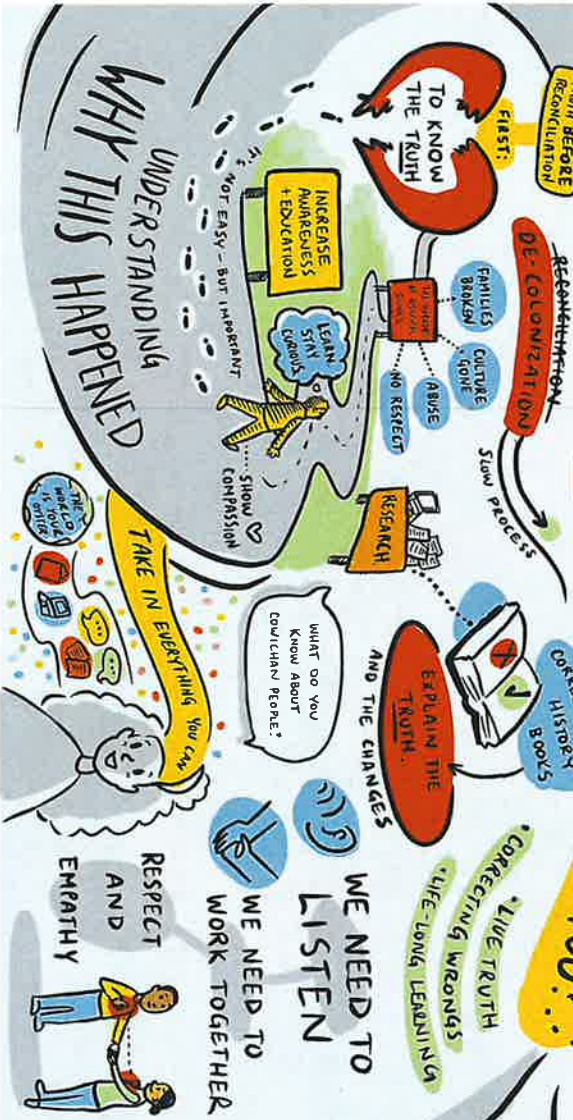 BEFORE
RECONCILIATION
FIRST:
TO KNOW
THE TRUTH
RECONCILIATION
DE-COLONIZATION
SLOW PROCESS
FAMILIES
BROKEN
CULTURE
GONE
ABUSE
NO RESPECT
INCREASE
AWARENESS
+ EDUCATION
LEARN
STAY
CURIOUS
IT'S NOT EASY - BUT IMPORTANT
SHOW
COMPASSION
UNDERSTANDING
WHY THIS HAPPENED
RESEARCH
HISTORY
BOOKS
EXPLAIN THE
TRUTH.
AND THE CHANGES
• LIVE TRUTH
• CORRECTING WRONGS
• LIFE-LONG LEARNING
WHAT DO YOU
KNOW ABOUT
COWICHAN PEOPLE?
TAKE IN EVERYTHING YOU CAN
THE
WORLD
IS YOUR
OYSTER
WE NEED TO
LISTEN
WE NEED TO
WORK TOGETHER
RESPECT
AND
EMPATHY